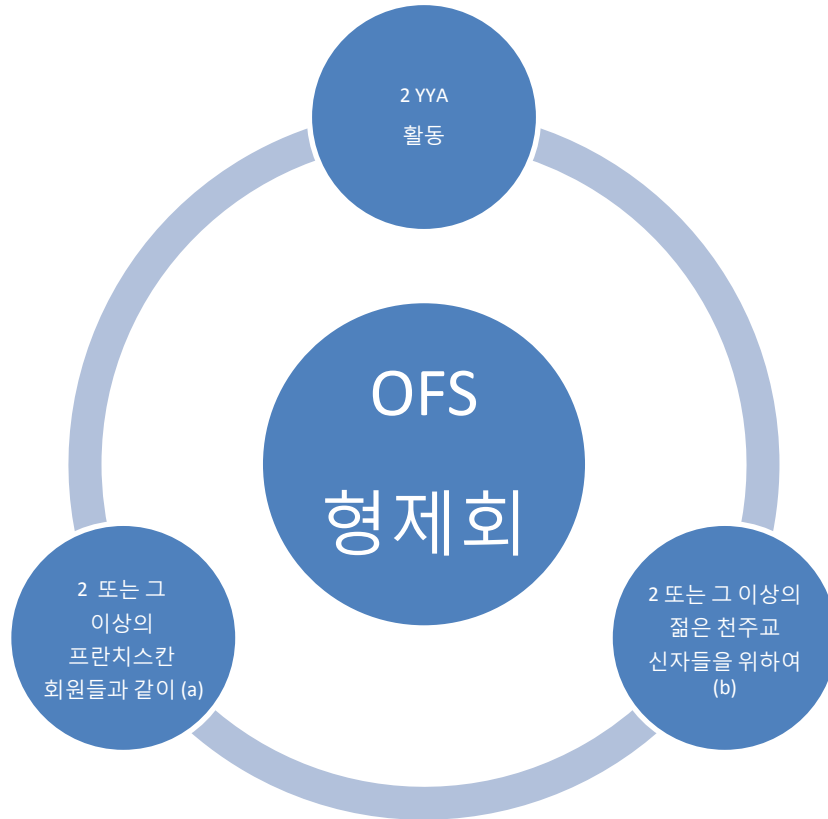 2 YYA
활동
OFS
형제회
2 또는 그
이상의
프란치스칸
회원들과 같이 (a)
2 또는 그 이상의
젊은 천주교
신자들을 위하여
(b)